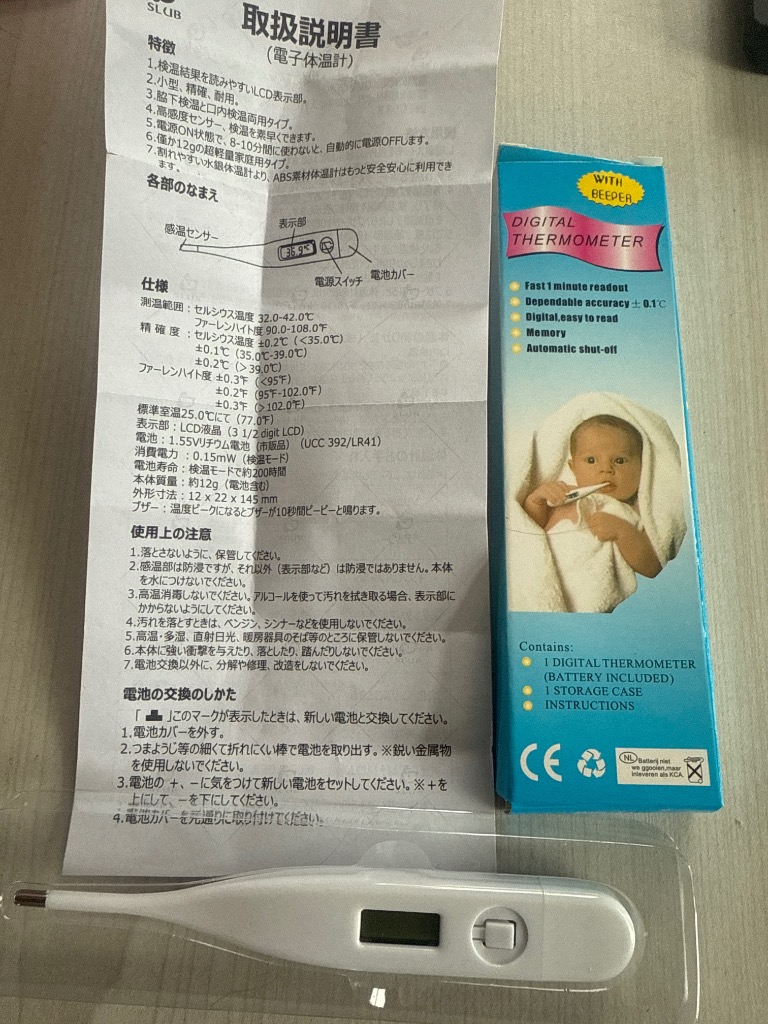 SLUB
取扱説明書
(電子体温計)
特徴
1.検温結果を読みやすいLCD表示部。
2.小型、精確、耐用。
3.脇下検温と口内検温両用タイプ。
4.高感度センサー、検温を素早くできます。
5.電源ON状態で、8-10分間に使わないと、自動的に電源OFFします。
6.僅か12gの超軽量家庭用タイプ。
7.割れやすい水銀体温計より、ABS素材体温計はもっと安全安心に利用でき
ます。
各部のなまえ
感温センサー
表示部
36.9℃
電源スイッチ
電池カバー
仕様
測温範囲：セルシウス温度 32.0-42.0℃
ファーレンハイト度 90.0-108.0℉
精確度：セルシウス温度 ±0.2℃ (<35.0℃)
±0.1℃ (35.0℃-39.0℃)
±0.2℃ (>39.0℃)
ファーレンハイト度 ±0.3℉ (<95℉)
±0.2℉ (95℉-102.0℉)
±0.3℉ (>102.0℉)
標準室温25.0℃にて (77.0℉)
表示部：LCD液晶 (3 1/2 digit LCD)
電池：1.55Vリチウム電池 (市販品) (UCC 392/LR41)
消費電力：0.15mW (検温モード)
電池寿命：検温モードで約200時間
本体質量：約12g (電池含む)
外形寸法：12 x 22 x 145 mm
ブザー：温度ピークになるとブザーが10秒間ピーピーと鳴ります。
使用上の注意
1.落とさないように、保管してください。
2.感温部は防浸ですが、それ以外（表示部など）は防浸ではありません。本体
を水につけないでください。
3.高温消毒しないでください。アルコールを使って汚れを拭き取る場合、表示部に
かからないようにしてください。
4.汚れを落とすときは、ベンジン、シンナーなどを使用しないでください。
5.高温・多湿、直射日光、暖房器具のそば等のところに保管しないでください。
6.本体に強い衝撃を与えたり、落としたり、踏んだりしないでください。
7.電池交換以外に、分解や修理、改造をしないでください。
電池の交換のしかた
「 」このマークが表示したときは、新しい電池と交換してください。
1.電池カバーを外す。
2.つまようじ等の細くて折れにくい棒で電池を取り出す。※鋭い金属物
を使用しないでください。
3.電池の ＋、－に気をつけて新しい電池をセットしてください。※＋を
上にして、－を下にしてください。
4.電池カバーを元通りに取り付けてください。
WITH
BEEPER
DIGITAL
THERMOMETER
Fast 1 minute readout
Dependable accuracy ± 0.1℃
Digital,easy to read
Memory
Automatic shut-off
Contains:
1 DIGITAL THERMOMETER
(BATTERY INCLUDED)
1 STORAGE CASE
INSTRUCTIONS
CE
NL
Batterij niet
we ggooien,maar
inleveren als KCA.